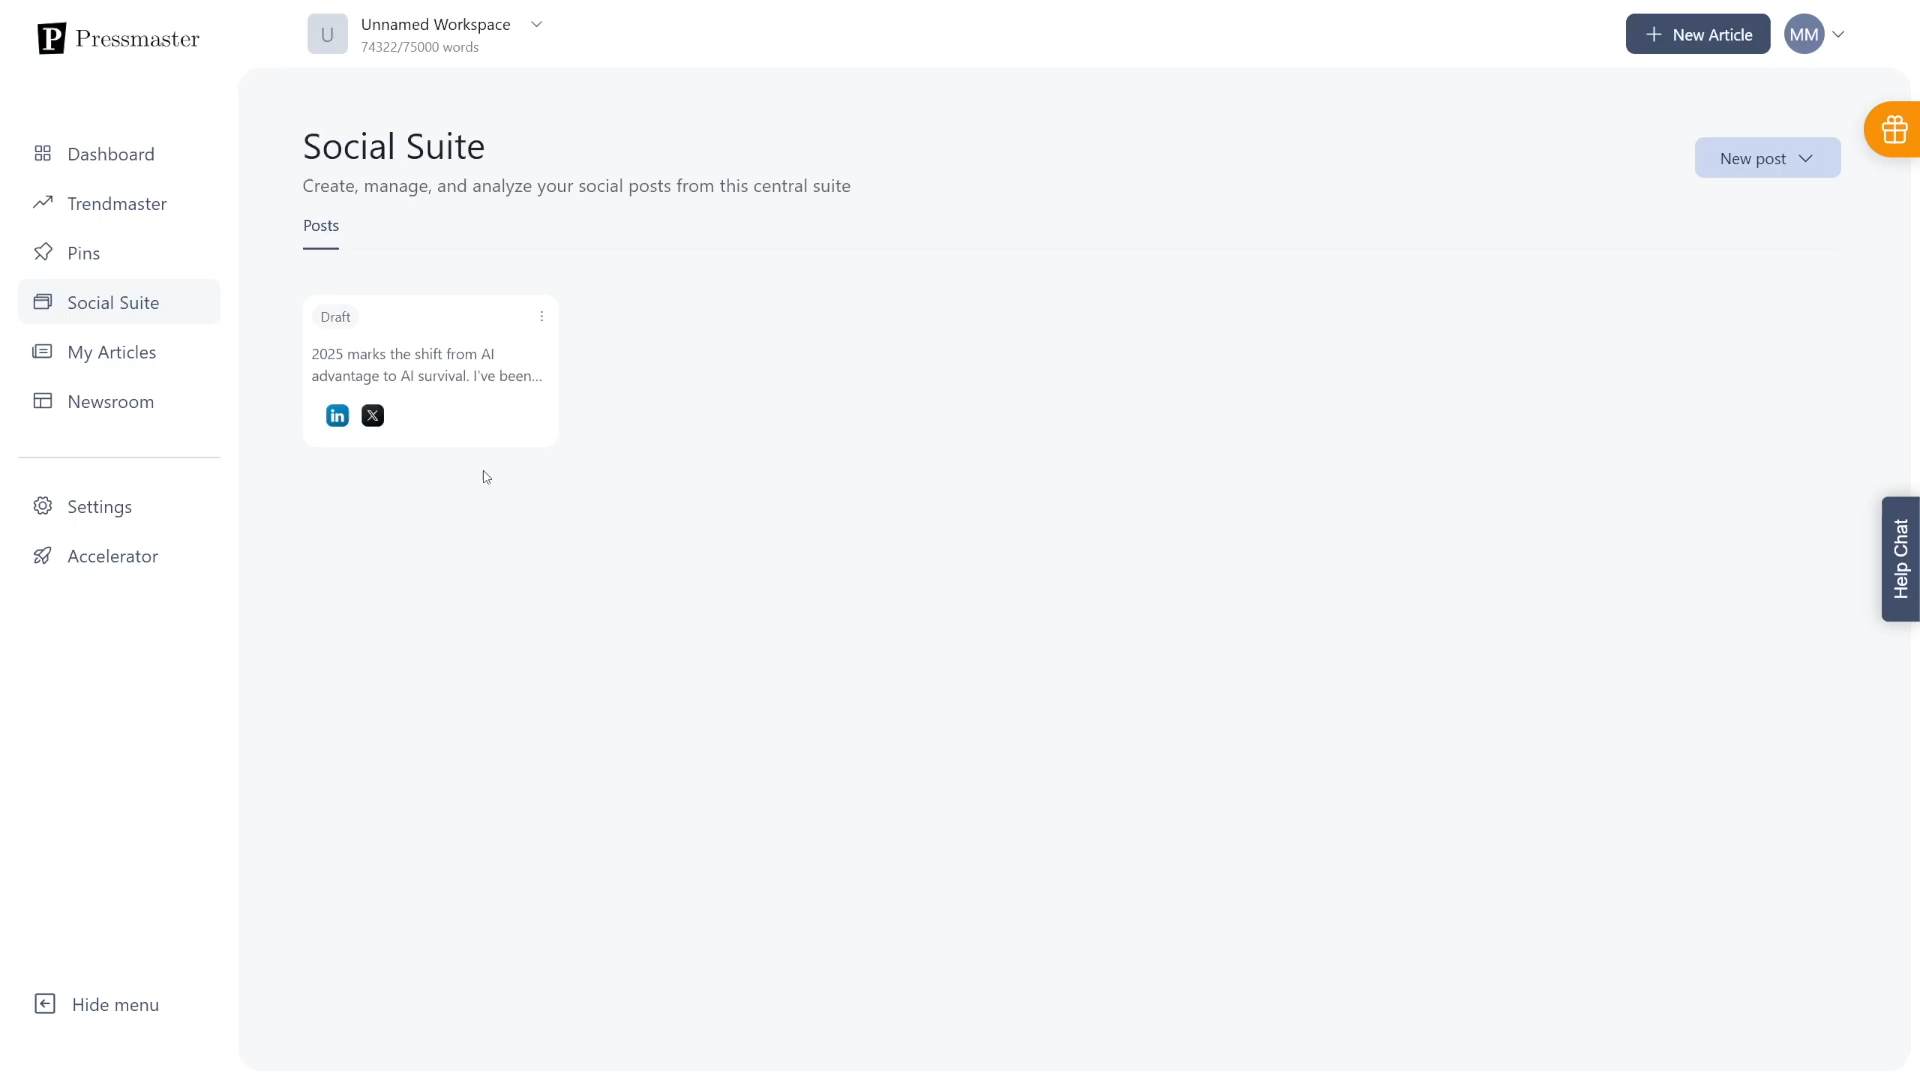 Pressmaster
U
Unnamed Workspace
74322/75000 words
New Article
MM
Dashboard
Trendmaster
Pins
Social Suite
My Articles
Newsroom
Settings
Accelerator
Hide menu
Social Suite
Create, manage, and analyze your social posts from this central suite
New post
Posts
Draft
2025 marks the shift from AI
advantage to AI survival. I've been...
in
X
Help Chat